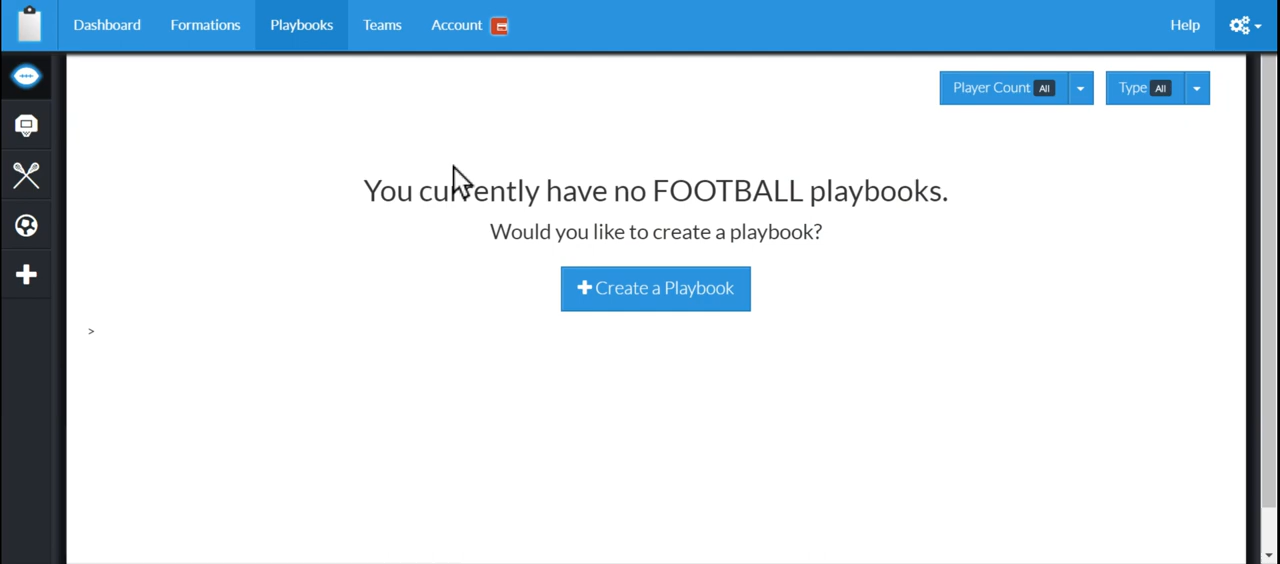 Dashboard Formations Playbooks Teams Account Help
Player Count All Type All
You currently have no FOOTBALL playbooks.
Would you like to create a playbook?
Create a Playbook
>